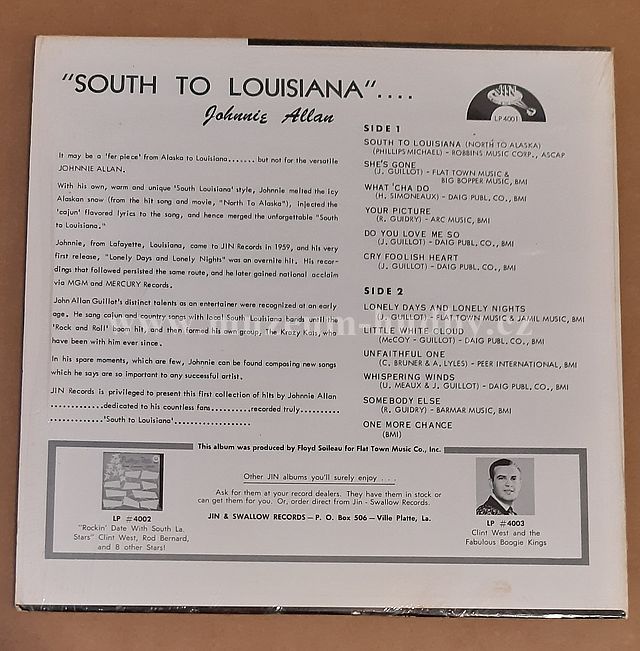 "SOUTH TO LOUISIANA"....
Johnnie Allan
JIN
LP 4001
It may be a 'fer piece' from Alaska to Louisiana....... but not for the versatile
JOHNNIE ALLAN.
With his own, warm and unique 'South Louisiana' style, Johnnie melted the icy
Alaskan snow (from the hit song and movie, "North To Alaska"), injected the
'cajun' flavored lyrics to the song, and hence merged the unforgettable "South
to Louisiana."
Johnnie, from Lafayette, Louisiana, came to JIN Records in 1959, and his very
first release, "Lonely Days and Lonely Nights" was an overnite hit. His recor-
dings that followed persisted the same route, and he later gained national acclaim
via MGM and MERCURY Records.
John Allan Guillot's distinct talents as an entertainer were recognized at an early
age. He sang cajun and country songs with local South Louisiana bands until the
'Rock and Roll' boom hit, and then formed his own group, The Krazy Kats, who
have been with him ever since.
In his spare moments, which are few, Johnnie can be found composing new songs
which he says are so important to any successful artist.
JIN Records is privileged to present this first collection of hits by Johnnie Allan
..............dedicated to his countless fans..........recorded truly..........
...............'South to Louisiana'...................
SIDE 1
SOUTH TO LOUISIANA (NORTH TO ALASKA)
(PHILLIPS MICHAEL) - ROBBINS MUSIC CORP., ASCAP
SHE'S GONE
(J. GUILLOT) - FLAT TOWN MUSIC &
BIG BOPPER MUSIC, BMI
WHAT 'CHA DO
(H. SIMONEAUX) - DAIG PUBL. CO., BMI
YOUR PICTURE
(R. GUIDRY) - ARC MUSIC, BMI
DO YOU LOVE ME SO
(J. GUILLOT) - DAIG PUBL. CO., BMI
CRY FOOLISH HEART
(J. GUILLOT) - DAIG PUBL. CO., BMI
SIDE 2
LONELY DAYS AND LONELY NIGHTS
(J. GUILLOT) - FLAT TOWN MUSIC & JAMIL MUSIC, BMI
LITTLE WHITE CLOUD
(McCOY - GUILLOT) - DAIG PUBL. CO., BMI
UNFAITHFUL ONE
(C. BRUNER & A. LYLES) - PEER INTERNATIONAL, BMI
WHISPERING WINDS
(U. MEAUX & J. GUILLOT) - DAIG PUBL. CO., BMI
SOMEBODY ELSE
(R. GUIDRY) - BARMAR MUSIC, BMI
ONE MORE CHANCE
(BMI)
This album was produced by Floyd Soileau for Flat Town Music Co., Inc.
LP #4002
"Rockin' Date With South La.
Stars" Clint West, Rod Bernard,
and 8 other Stars!
Other JIN albums you'll surely enjoy . . .
Ask for them at your record dealers. They have them in stock or
can get them for you. Or, order direct from Jin - Swallow Records.
JIN & SWALLOW RECORDS — P. O. Box 506 — Ville Platte, La.
LP #4003
Clint West and the
Fabulous Boogie Kings